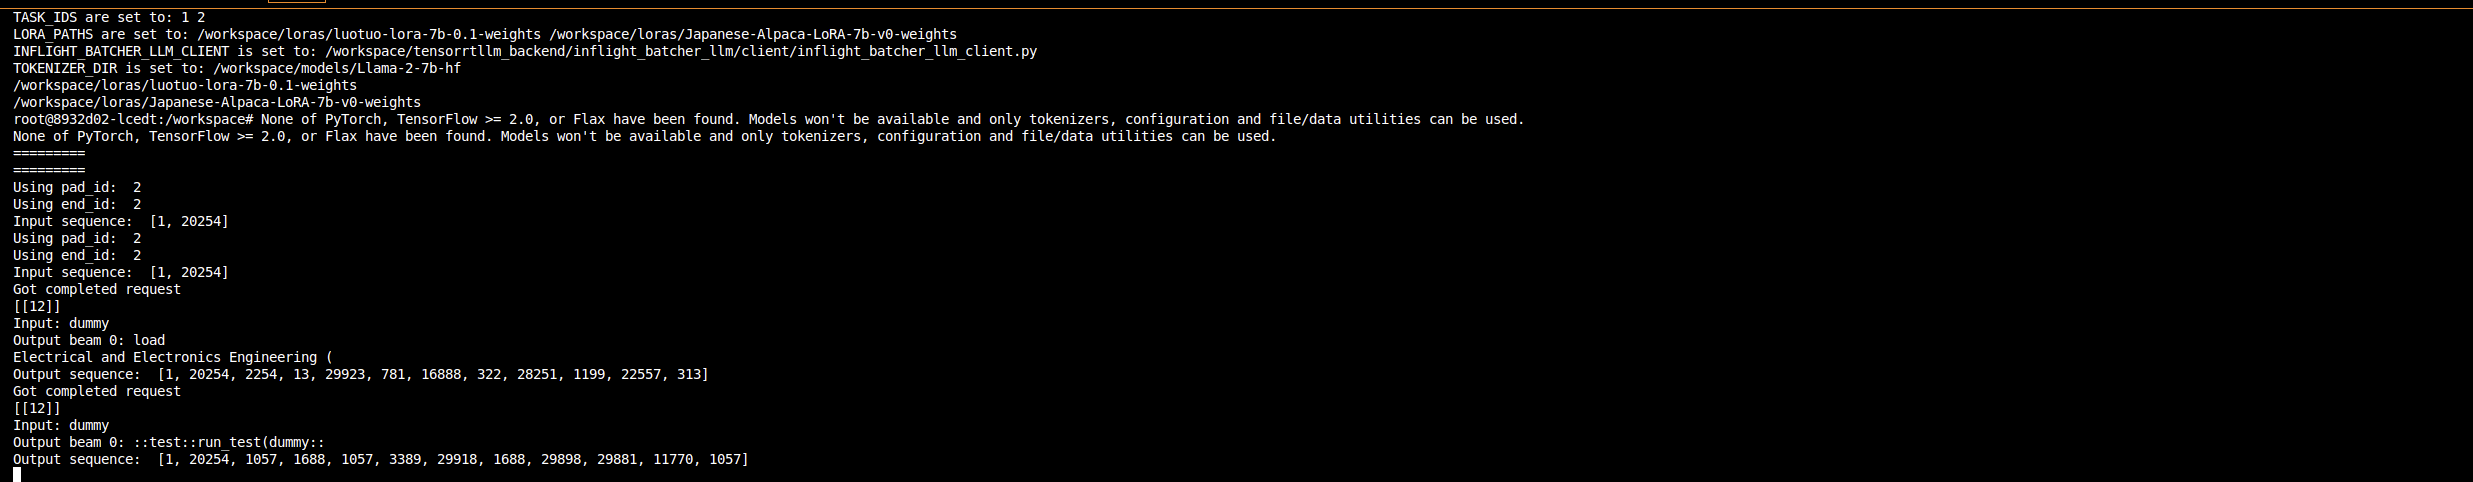 TASK_IDS are set to: 1 2
LORA_PATHS are set to: /workspace/loras/luotuo-lora-7b-0.1-weights /workspace/loras/Japanese-Alpaca-LoRA-7b-v0-weights
INFLIGHT_BATCHER_LLM_CLIENT is set to: /workspace/tensorrtllm_backend/inflight_batcher_llm/client/inflight_batcher_llm_client.py
TOKENIZER_DIR is set to: /workspace/models/Llama-2-7b-hf
/workspace/loras/luotuo-lora-7b-0.1-weights
/workspace/loras/Japanese-Alpaca-LoRA-7b-v0-weights
root@8932d02-lcedt:/workspace# None of PyTorch, TensorFlow >= 2.0, or Flax have been found. Models won't be available and only tokenizers, configuration and file/data utilities can be used.
None of PyTorch, TensorFlow >= 2.0, or Flax have been found. Models won't be available and only tokenizers, configuration and file/data utilities can be used.
=========
=========
Using pad_id:  2
Using end_id:  2
Input sequence:  [1, 20254]
Using pad_id:  2
Using end_id:  2
Input sequence:  [1, 20254]
Got completed request
[[12]]
Input: dummy
Output beam 0: load
Electrical and Electronics Engineering (
Output sequence:  [1, 20254, 2254, 13, 29923, 781, 16888, 322, 28251, 1199, 22557, 313]
Got completed request
[[12]]
Input: dummy
Output beam 0: ::test::run_test(dummy::
Output sequence:  [1, 20254, 1057, 1688, 1057, 3389, 29918, 1688, 29898, 29881, 11770, 1057]